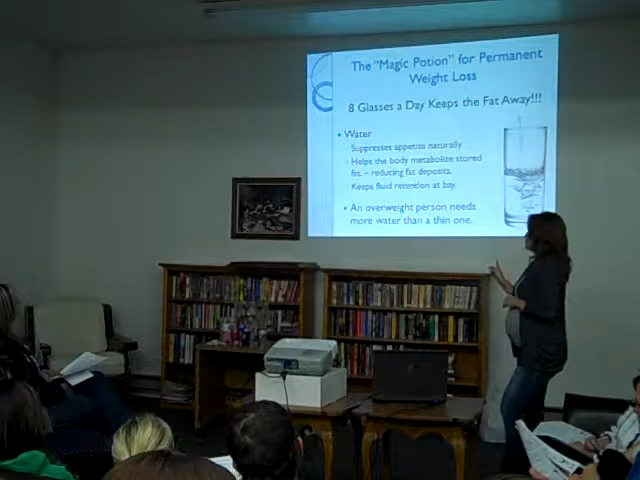 The "Magic Potion" for Permanent
Weight Loss
8 Glasses a Day Keeps the Fat Away!!!
• Water
Suppresses appetite naturally
Helps the body metabolize stored
fat – reducing fat deposits.
Keeps fluid retention at bay.
• An overweight person needs
more water than a thin one.